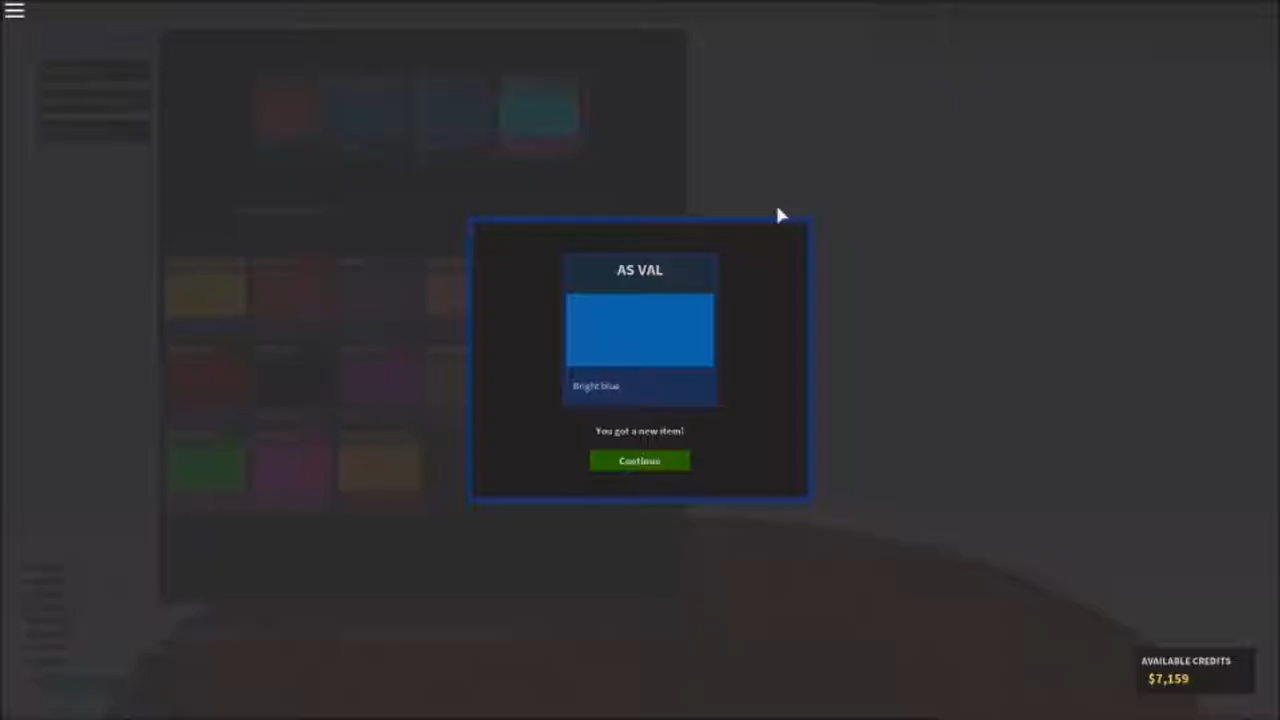 AS VAL
Bright blue
You got a new item!
Continue
AVAILABLE CREDITS
$7,159